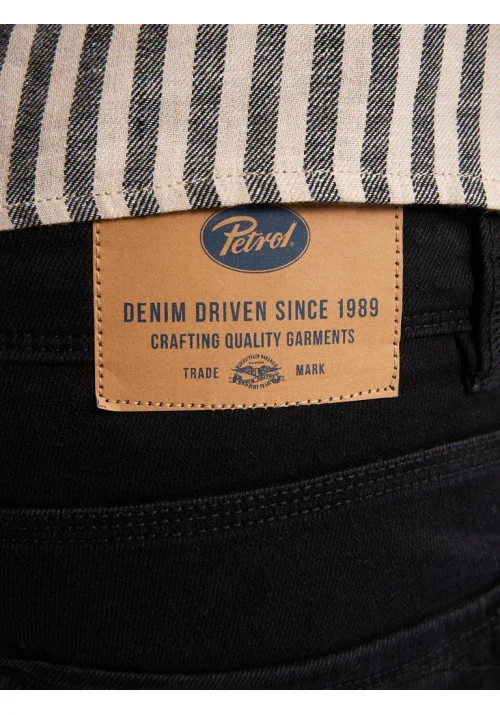 Petrol
DENIM DRIVEN SINCE 1989
CRAFTING QUALITY GARMENTS
TRADE MARK